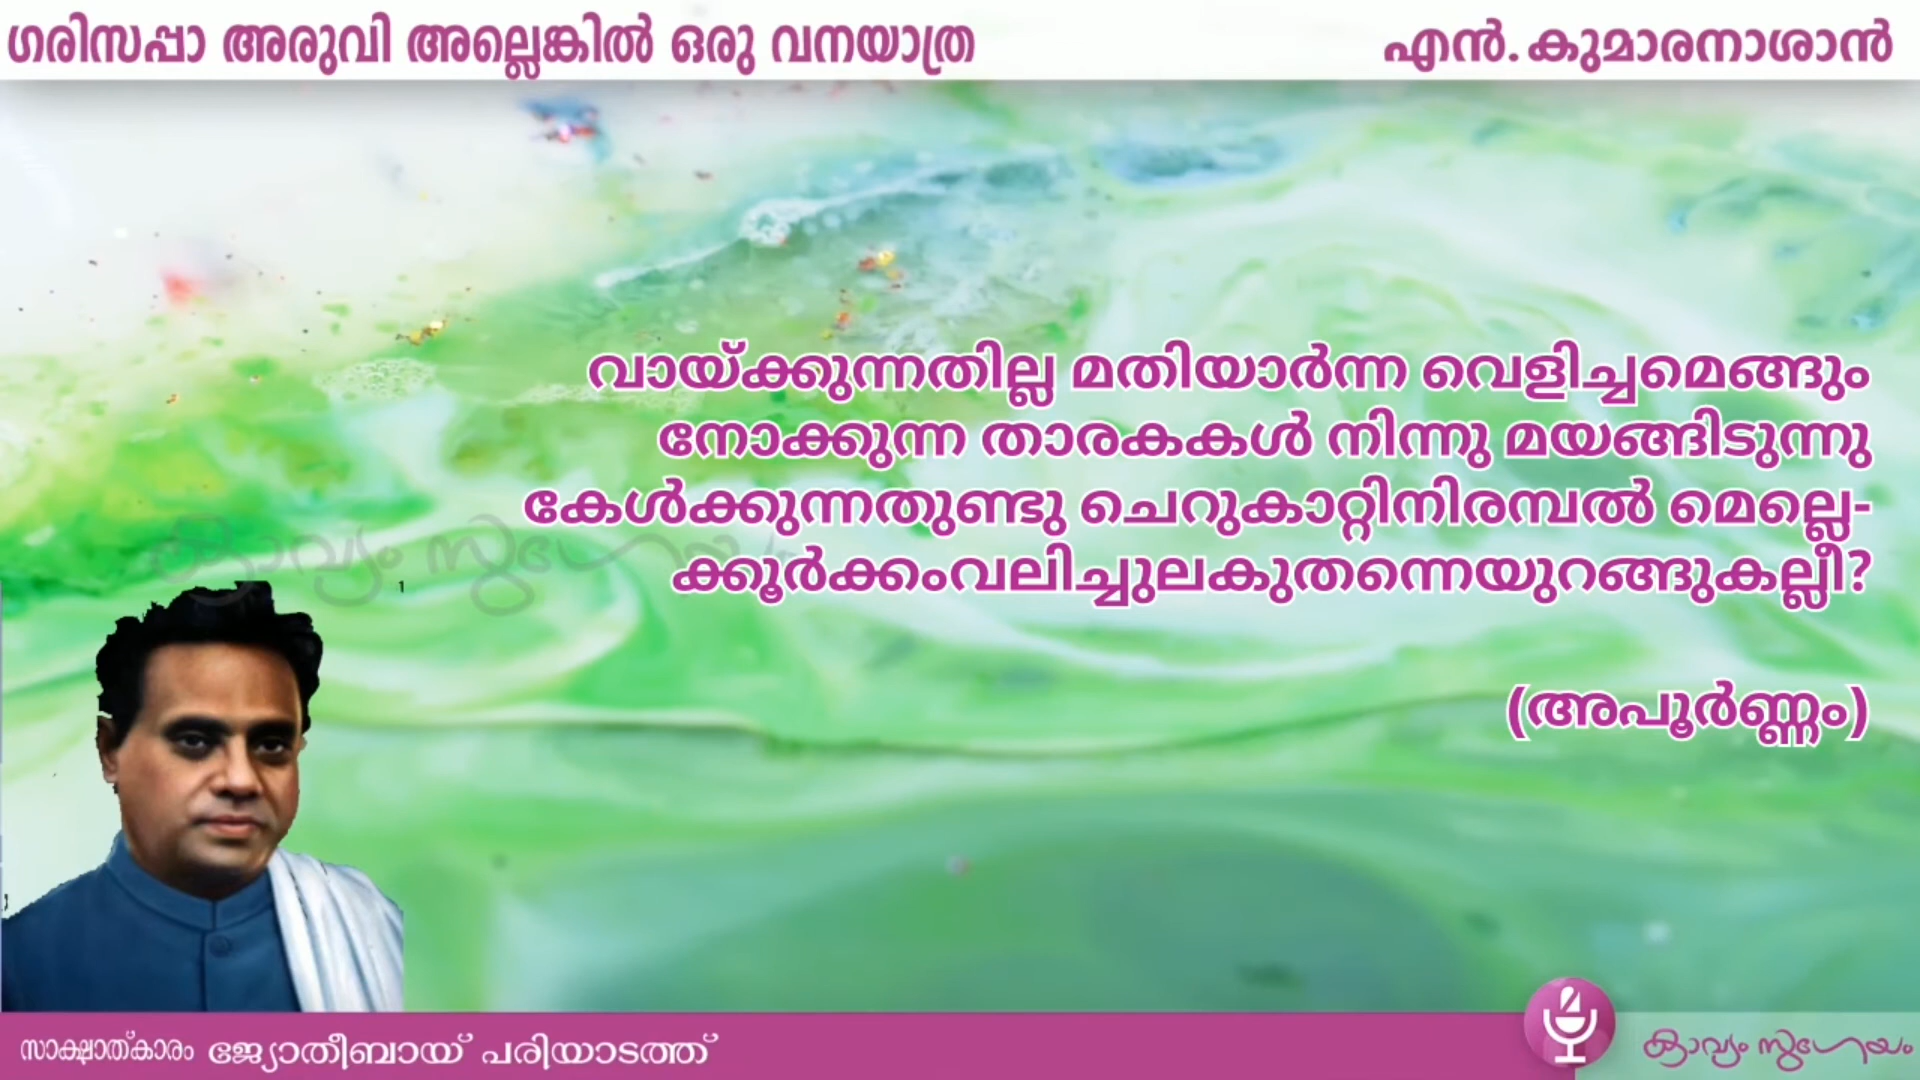 ഗരിസപ്പാ അരുവി അല്ലെങ്കിൽ ഒരു വനയാത്ര
എൻ.കുമാരനാശാൻ
വായ്ക്കുന്നതില്ല മതിയാർന്ന വെളിച്ചമെങ്ങും
നോക്കുന്ന താരകകൾ നിന്നു മയങ്ങിടുന്നു
കേൾക്കുന്നതുണ്ടു ചെറുകാറ്റിനിരമ്പൽ മെല്ലെ-
ക്കൂർക്കംവലിച്ചുലകുതന്നെയുറങ്ങുകല്ലീ?
(അപൂർണ്ണം)
കാവ്യം സുഗേയം
1
സാക്ഷാത്കാരം ജ്യോതീബായ് പരിയാടത്ത്
കാവ്യം സുഗേയം